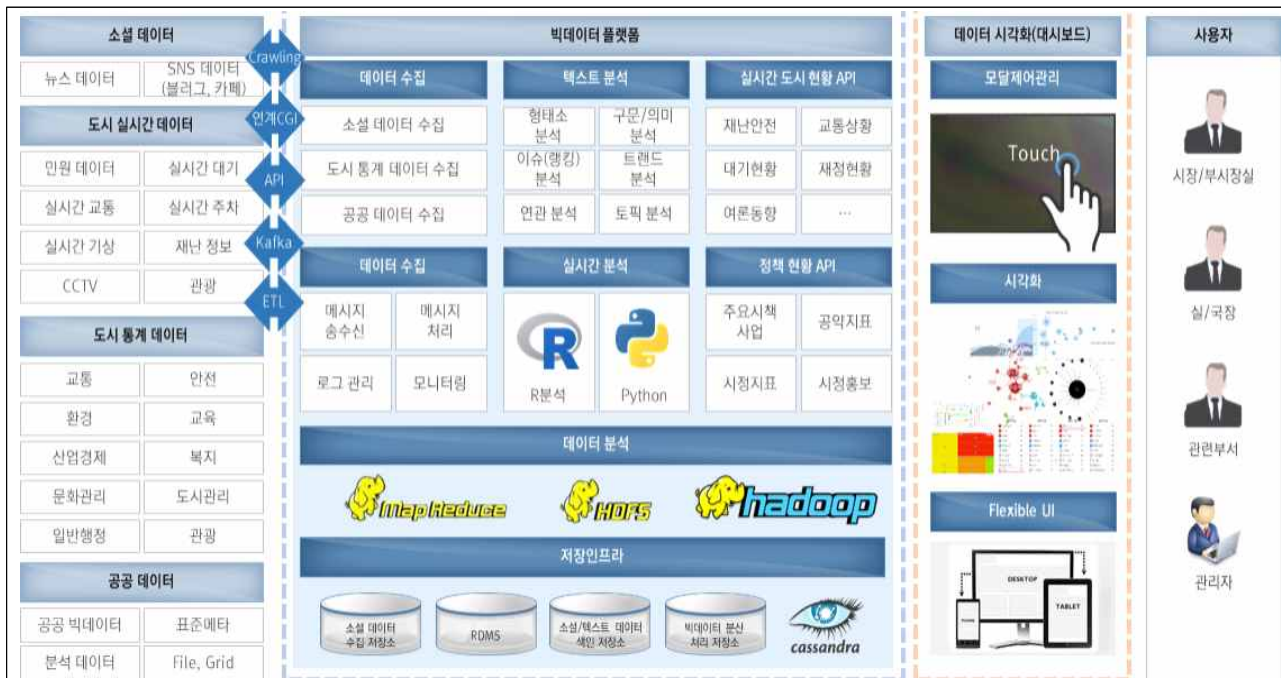 소셜 데이터
뉴스 데이터
SNS 데이터
(블러그, 카페)
도시 실시간 데이터
민원 데이터
실시간 대기
실시간 교통
실시간 주차
실시간 기상
재난 정보
CCTV
관광
도시 통계 데이터
교통
안전
환경
교육
산업경제
복지
문화관리
도시관리
일반행정
관광
공공 데이터
공공 빅데이터
표준메타
분석 데이터
File, Grid
Crawling
연계CGI
API
Kafka
ETL
빅데이터 플랫폼
데이터 수집
소셜 데이터 수집
도시 통계 데이터 수집
공공 데이터 수집
텍스트 분석
형태소
분석
구문/의미
분석
이슈(랭킹)
분석
트랜드
분석
연관 분석
토픽 분석
실시간 도시 현황 API
재난안전
교통상황
대기현황
재정현황
여론동향
…
데이터 수집
메시지
송수신
메시지
처리
로그 관리
모니터링
실시간 분석
R
R분석
Python
정책 현황 API
주요시책
사업
공약지표
시정지표
시정홍보
데이터 분석
Map Reduce
HDFS
hadoop
저장인프라
소셜 데이터
수집 저장소
RDMS
소셜/텍스트 데이터
색인 저장소
빅데이터 분산
처리 저장소
cassandra
데이터 시각화(대시보드)
모달제어관리
Touch
시각화
Flexible UI
DESKTOP
TABLET
PHONE
사용자
시장/부시장실
실/국장
관련부서
관리자